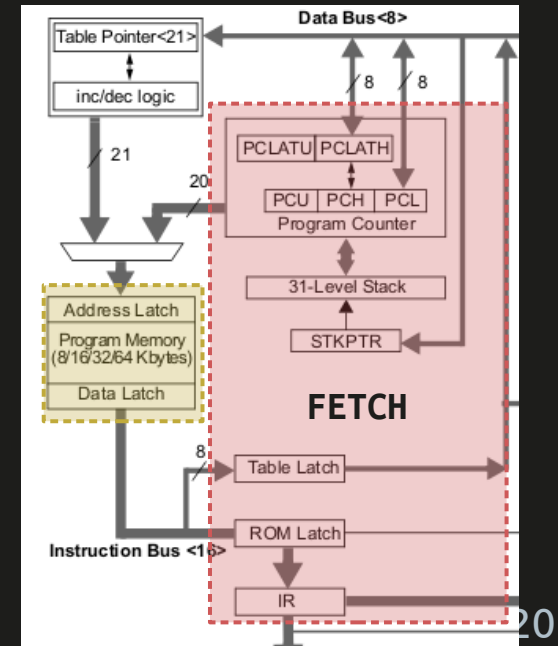 Data Bus<8>
Table Pointer<21>
inc/dec logic
8
8
21
20
PCLATU PCLATH
PCU PCH PCL
Program Counter
31-Level Stack
STKPTR
Address Latch
Program Memory
(8/16/32/64 Kbytes)
Data Latch
FETCH
8
Table Latch
ROM Latch
Instruction Bus <16>
IR
20